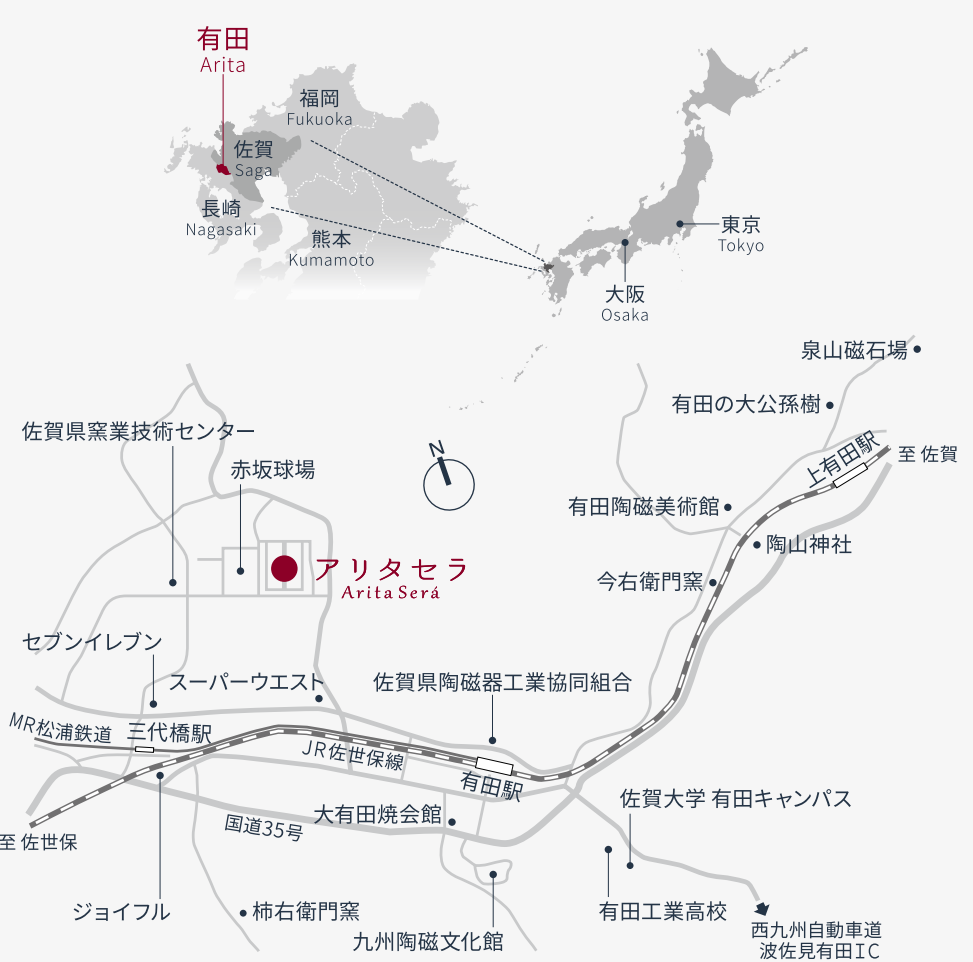 有田
Arita
福岡
Fukuoka
佐賀
Saga
長崎
Nagasaki
熊本
Kumamoto
東京
Tokyo
大阪
Osaka
泉山磁石場
有田の大公孫樹
佐賀県窯業技術センター
上有田駅
至 佐賀
N
赤坂球場
有田陶磁美術館
陶山神社
アリタセラ
Arita Será
今右衛門窯
セブンイレブン
スーパーウエスト
佐賀県陶磁器工業協同組合
MR松浦鉄道
三代橋駅
JR佐世保線
有田駅
佐賀大学 有田キャンパス
大有田焼会館
国道35号
至 佐世保
ジョイフル
柿右衛門窯
有田工業高校
九州陶磁文化館
西九州自動車道
波佐見有田IC